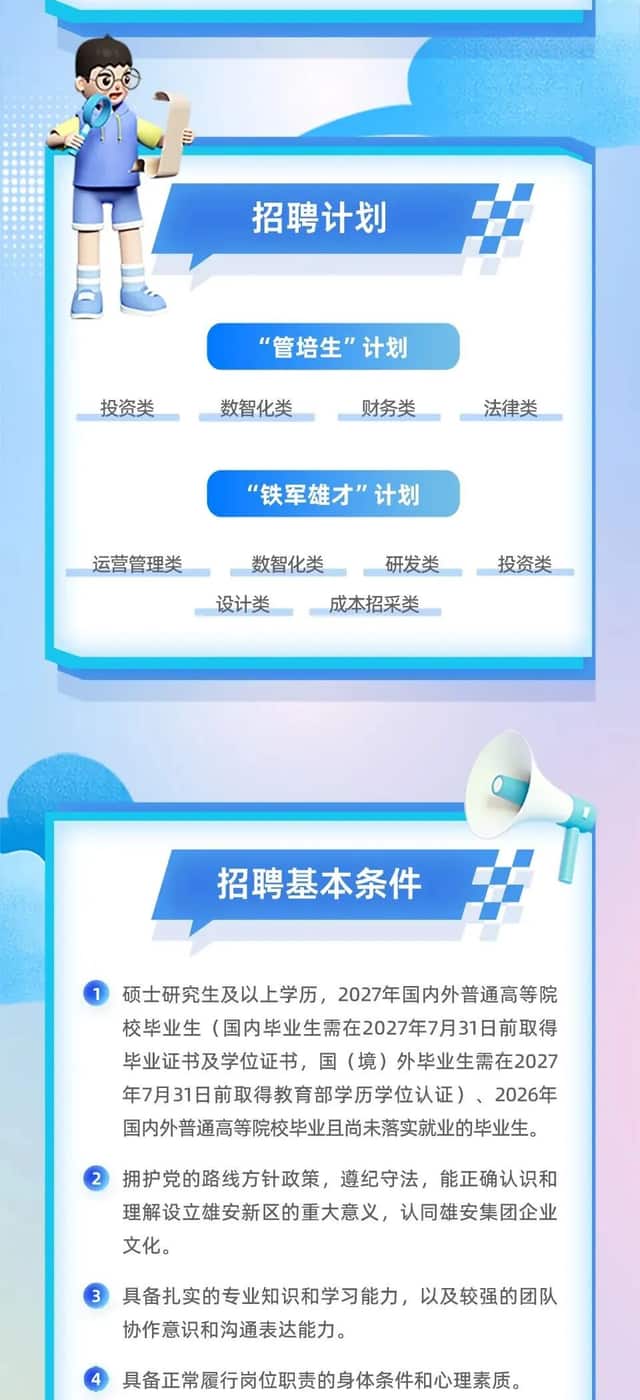 招聘计划
“管培生”计划
投资类 数智化类 财务类 法律类
“铁军雄才”计划
运营管理类 数智化类 研发类 投资类
设计类 成本招采类
招聘基本条件
1 硕士研究生及以上学历，2027年国内外普通高等院
校毕业生（国内毕业生需在2027年7月31日前取得
毕业证书及学位证书，国（境）外毕业生需在2027
年7月31日前取得教育部学历学位认证）、2026年
国内外普通高等院校毕业且尚未落实就业的毕业生。
2 拥护党的路线方针政策，遵纪守法，能正确认识和
理解设立雄安新区的重大意义，认同雄安集团企业
文化。
3 具备扎实的专业知识和学习能力，以及较强的团队
协作意识和沟通表达能力。
4 具备正常履行岗位职责的身体条件和心理素质。